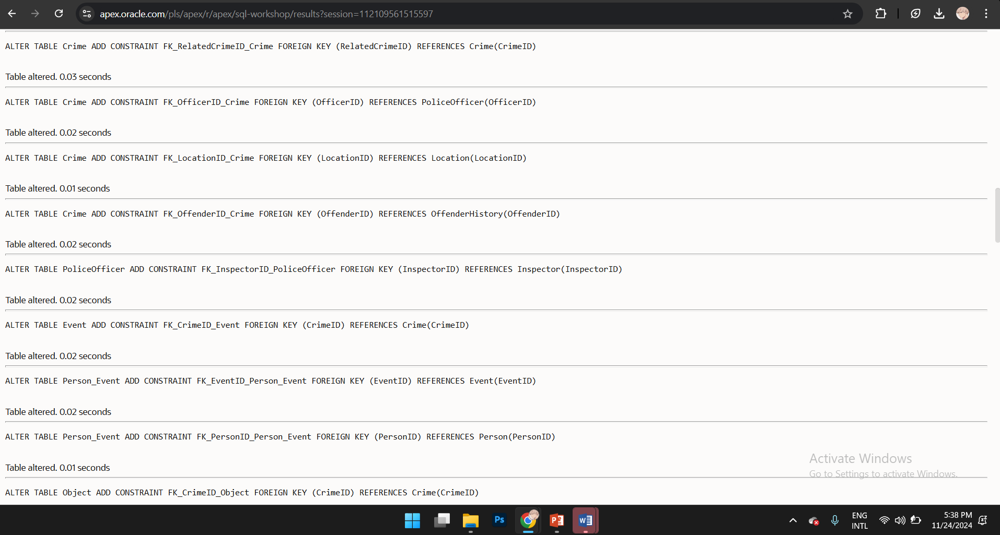 apex.oracle.com/pls/apex/r/apex/sql-workshop/results?session=112109561515597
ALTER TABLE Crime ADD CONSTRAINT FK_RelatedCrimeID_Crime FOREIGN KEY (RelatedCrimeID) REFERENCES Crime(CrimeID)
Table altered. 0.03 seconds
ALTER TABLE Crime ADD CONSTRAINT FK_OfficerID_Crime FOREIGN KEY (OfficerID) REFERENCES PoliceOfficer(OfficerID)
Table altered. 0.02 seconds
ALTER TABLE Crime ADD CONSTRAINT FK_LocationID_Crime FOREIGN KEY (LocationID) REFERENCES Location(LocationID)
Table altered. 0.01 seconds
ALTER TABLE Crime ADD CONSTRAINT FK_OffenderID_Crime FOREIGN KEY (OffenderID) REFERENCES OffenderHistory(OffenderID)
Table altered. 0.02 seconds
ALTER TABLE PoliceOfficer ADD CONSTRAINT FK_InspectorID_PoliceOfficer FOREIGN KEY (InspectorID) REFERENCES Inspector(InspectorID)
Table altered. 0.02 seconds
ALTER TABLE Event ADD CONSTRAINT FK_CrimeID_Event FOREIGN KEY (CrimeID) REFERENCES Crime(CrimeID)
Table altered. 0.02 seconds
ALTER TABLE Person_Event ADD CONSTRAINT FK_EventID_Person_Event FOREIGN KEY (EventID) REFERENCES Event(EventID)
Table altered. 0.02 seconds
ALTER TABLE Person_Event ADD CONSTRAINT FK_PersonID_Person_Event FOREIGN KEY (PersonID) REFERENCES Person(PersonID)
Table altered. 0.01 seconds
Activate Windows
Go to Settings to activate Windows.
ALTER TABLE Object ADD CONSTRAINT FK_CrimeID_Object FOREIGN KEY (CrimeID) REFERENCES Crime(CrimeID)
Ps
P
W
ENG
INTL
5:38 PM
11/24/2024